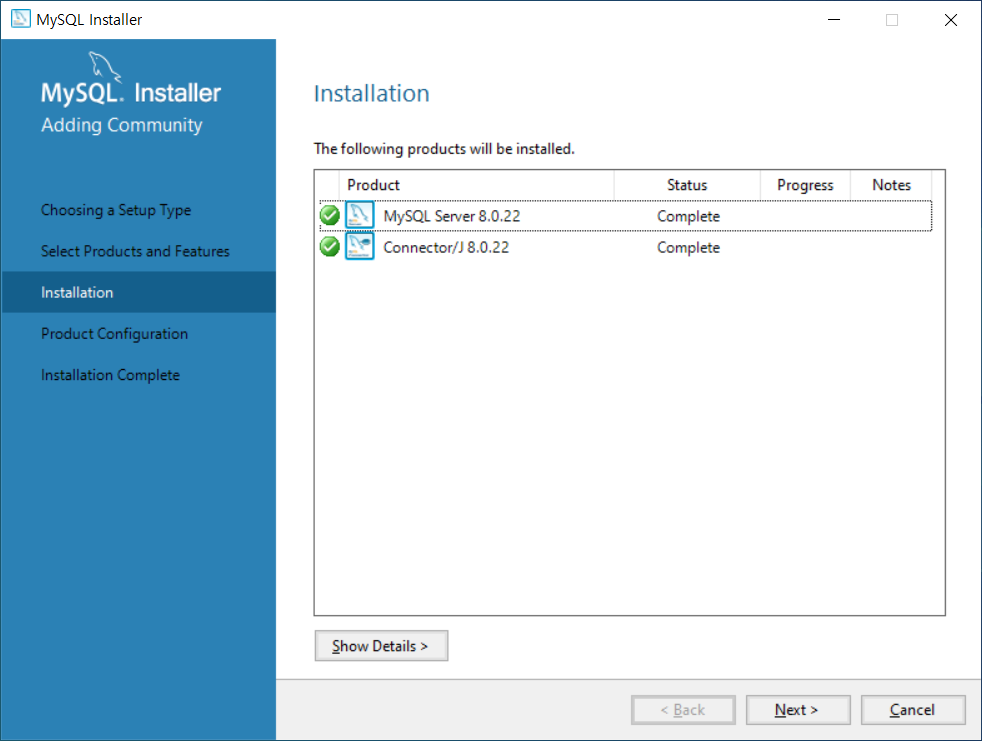 MySQL Installer
MySQL. Installer
Adding Community
Choosing a Setup Type
Select Products and Features
Installation
Product Configuration
Installation Complete
Installation
The following products will be installed.
Product Status Progress Notes
MySQL Server 8.0.22 Complete
Connector/J 8.0.22 Complete
Show Details >
< Back Next > Cancel